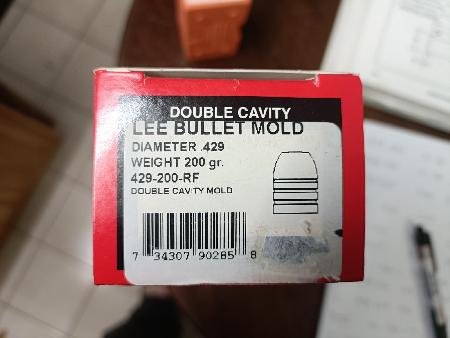 DOUBLE CAVITY
LEE BULLET MOLD
DIAMETER .429
WEIGHT 200 gr.
429-200-RF
DOUBLE CAVITY MOLD
7 34307 90285 8